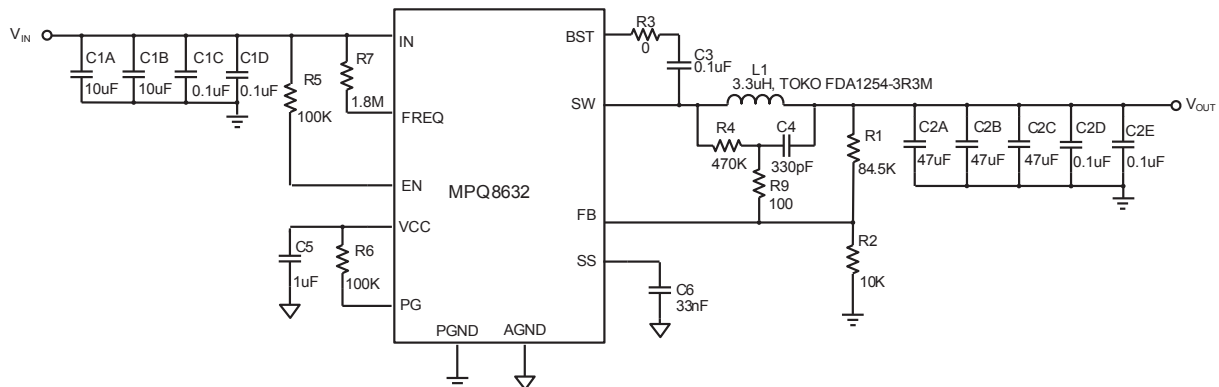 V_IN
C1A
10uF
C1B
10uF
C1C
0.1uF
C1D
0.1uF
R5
100K
R7
1.8M
IN
FREQ
EN
VCC
PG
PGND
AGND
MPQ8632
BST
SW
FB
SS
C5
1uF
R6
100K
R3
0
C3
0.1uF
L1
3.3uH, TOKO FDA1254-3R3M
R4
470K
C4
330pF
R9
100
R1
84.5K
R2
10K
C6
33nF
C2A
47uF
C2B
47uF
C2C
47uF
C2D
0.1uF
C2E
0.1uF
V_OUT